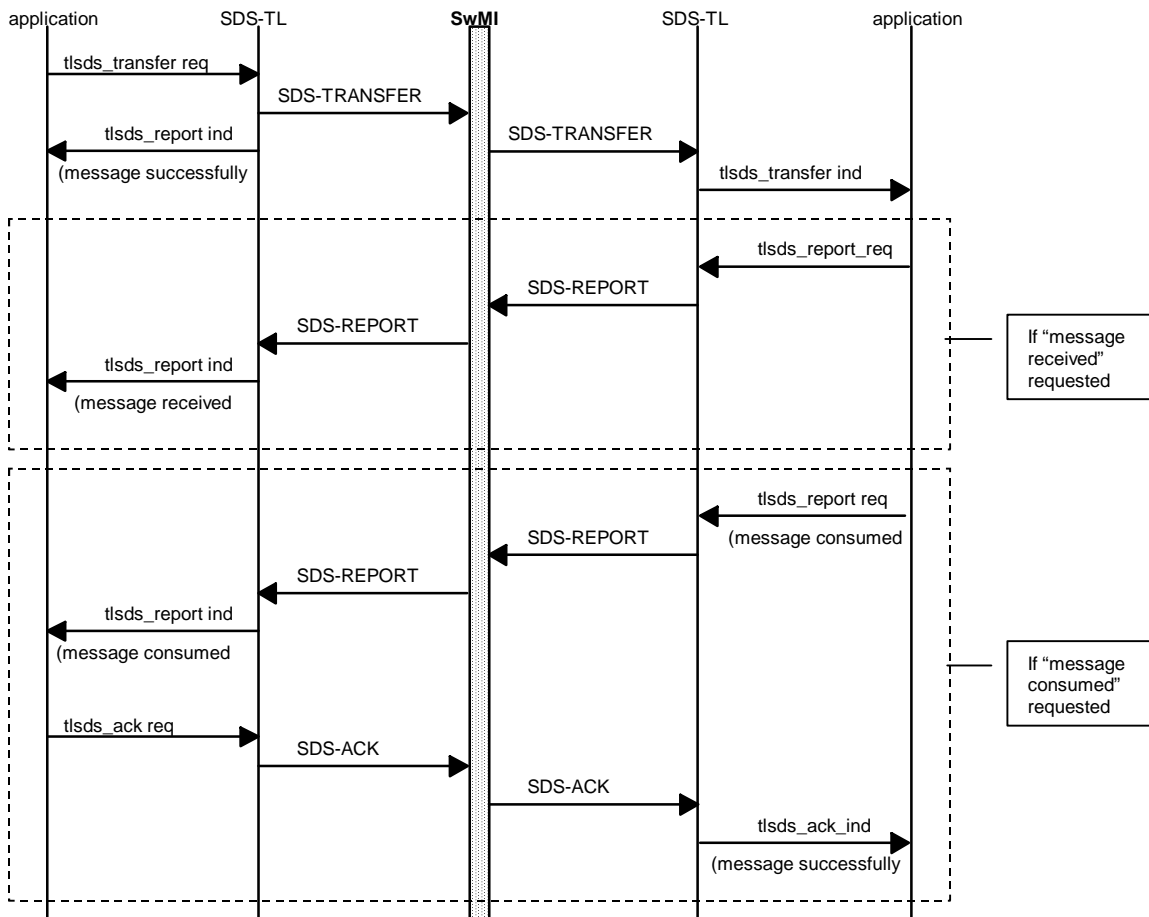 application
SDS-TL
SwMI
SDS-TL
application
tlsds_transfer req
SDS-TRANSFER
tlsds_report ind
(message successfully
SDS-TRANSFER
tlsds_transfer ind
tlsds_report_req
SDS-REPORT
SDS-REPORT
tlsds_report ind
(message received
If “message
received”
requested
tlsds_report req
(message consumed
SDS-REPORT
SDS-REPORT
tlsds_report ind
(message consumed
If “message
consumed”
requested
tlsds_ack req
SDS-ACK
SDS-ACK
tlsds_ack_ind
(message successfully